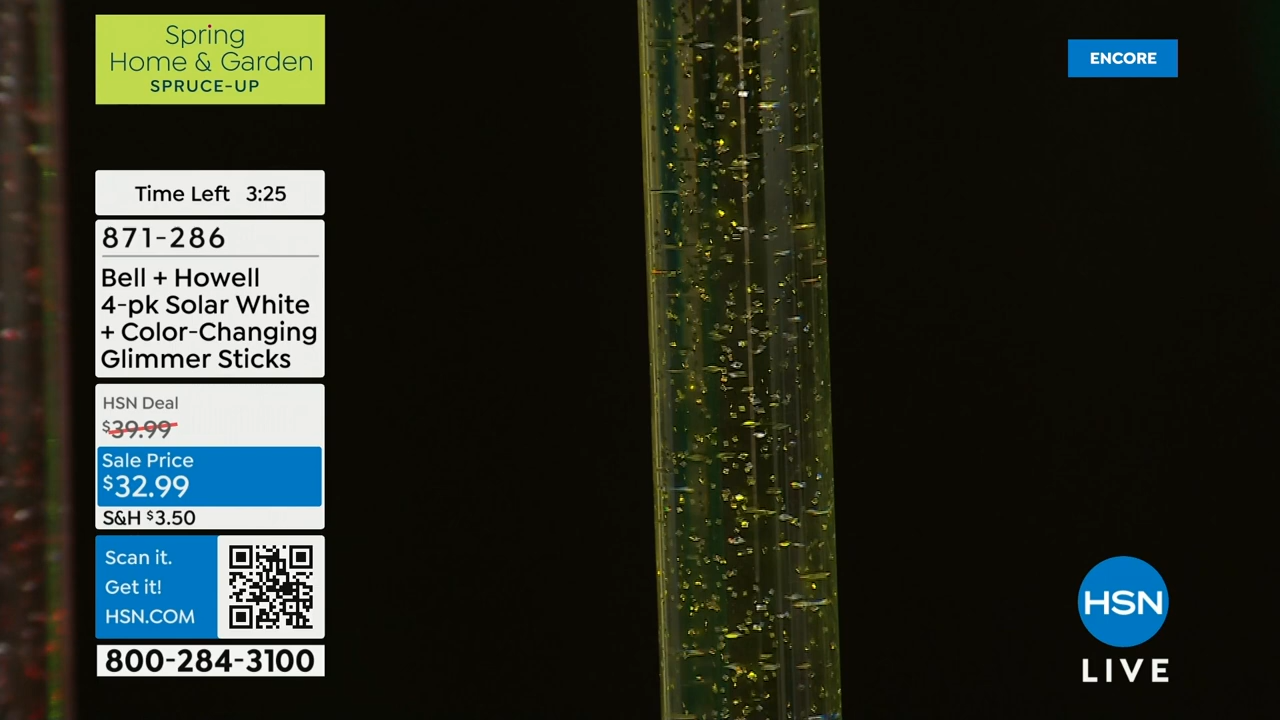 Spring
Home & Garden
SPRUCE-UP
ENCORE
Time Left 3:25
871-286
Bell + Howell
4-pk Solar White
+ Color-Changing
Glimmer Sticks
HSN Deal
$39.99
Sale Price
$32.99
S&H $3.50
Scan it.
Get it!
HSN.COM
800-284-3100
HSN
LIVE